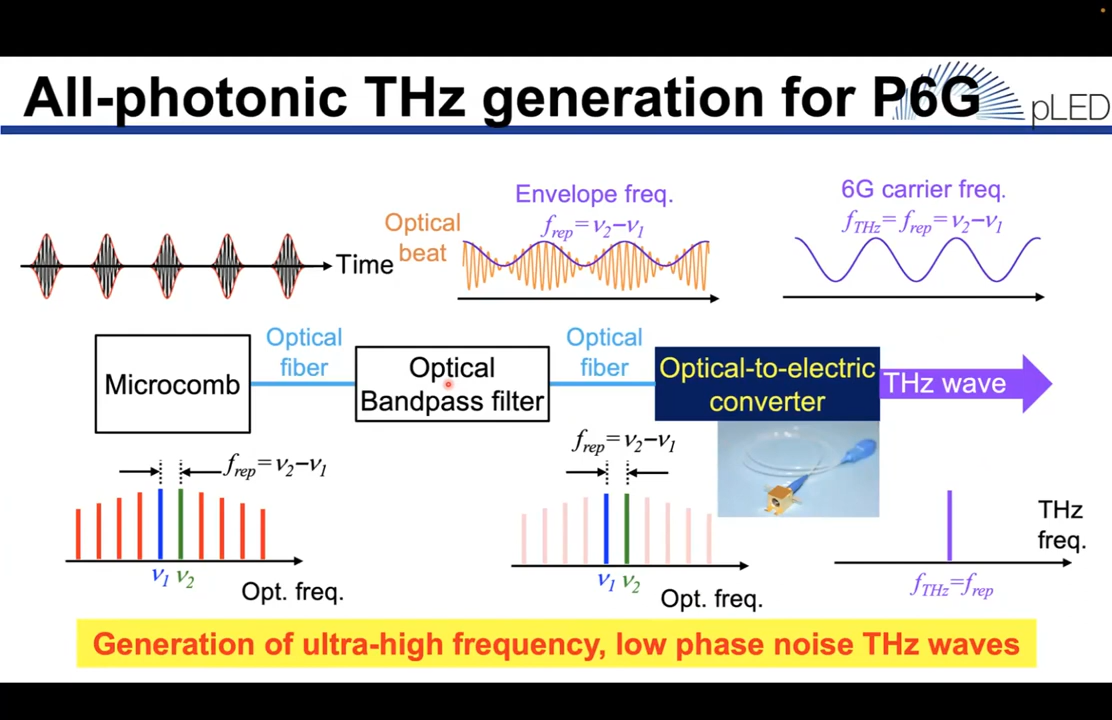 All-photonic THz generation for P6G
pLED
Time
Optical
beat
Envelope freq.
f_rep=ν₂−ν₁
6G carrier freq.
f_THz=f_rep=ν₂−ν₁
Microcomb
Optical
fiber
Optical
Bandpass filter
Optical
fiber
Optical-to-electric
converter
THz wave
f_rep=ν₂−ν₁
ν₁ ν₂
Opt. freq.
f_rep=ν₂−ν₁
ν₁ ν₂
Opt. freq.
THz
freq.
f_THz=f_rep
Generation of ultra-high frequency, low phase noise THz waves